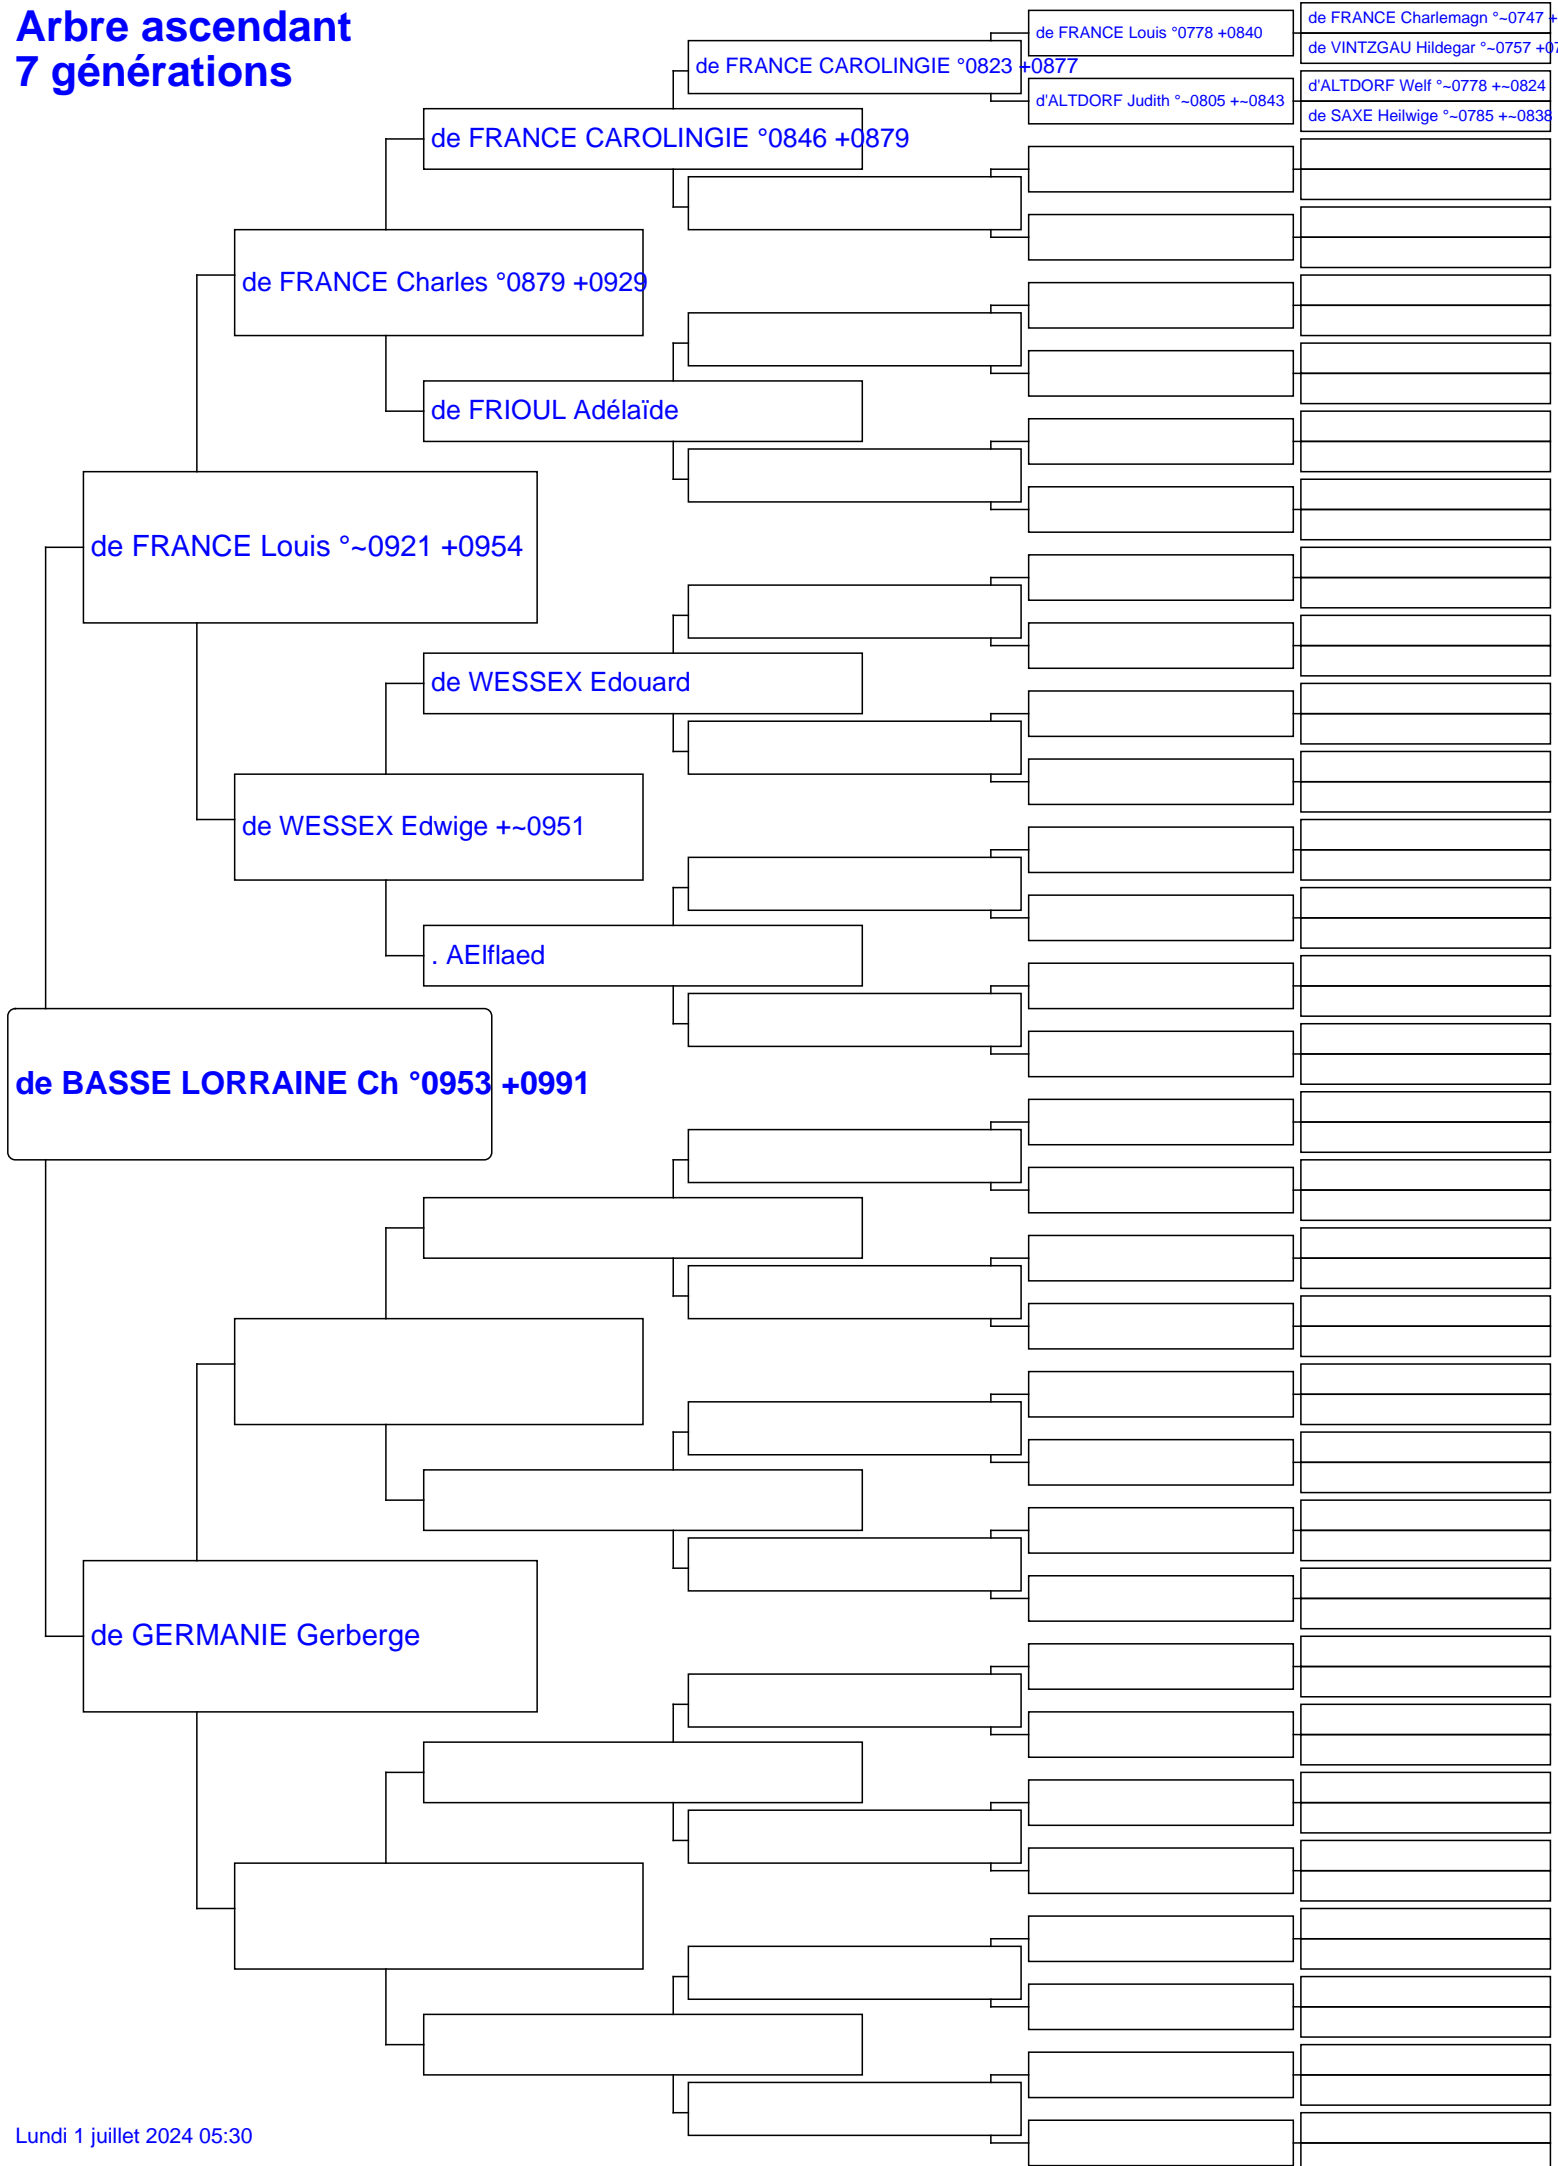 Arbre ascendant
7 générations
de FRANCE Charlemagn °~0747 +
de FRANCE Louis °0778 +0840
de VINTZGAU Hildegar °~0757 +07
de FRANCE CAROLINGIE °0823 +0877
d'ALTDORF Welf °~0778 +~0824
d'ALTDORF Judith °~0805 +~0843
de SAXE Heilwige °~0785 +~0838
de FRANCE CAROLINGIE °0846 +0879
de FRANCE Charles °0879 +0929
de FRIOUL Adélaïde
de FRANCE Louis °~0921 +0954
de WESSEX Edouard
de WESSEX Edwige +~0951
. AElflaed
de BASSE LORRAINE Ch °0953 +0991
de GERMANIE Gerberge
Lundi 1 juillet 2024 05:30